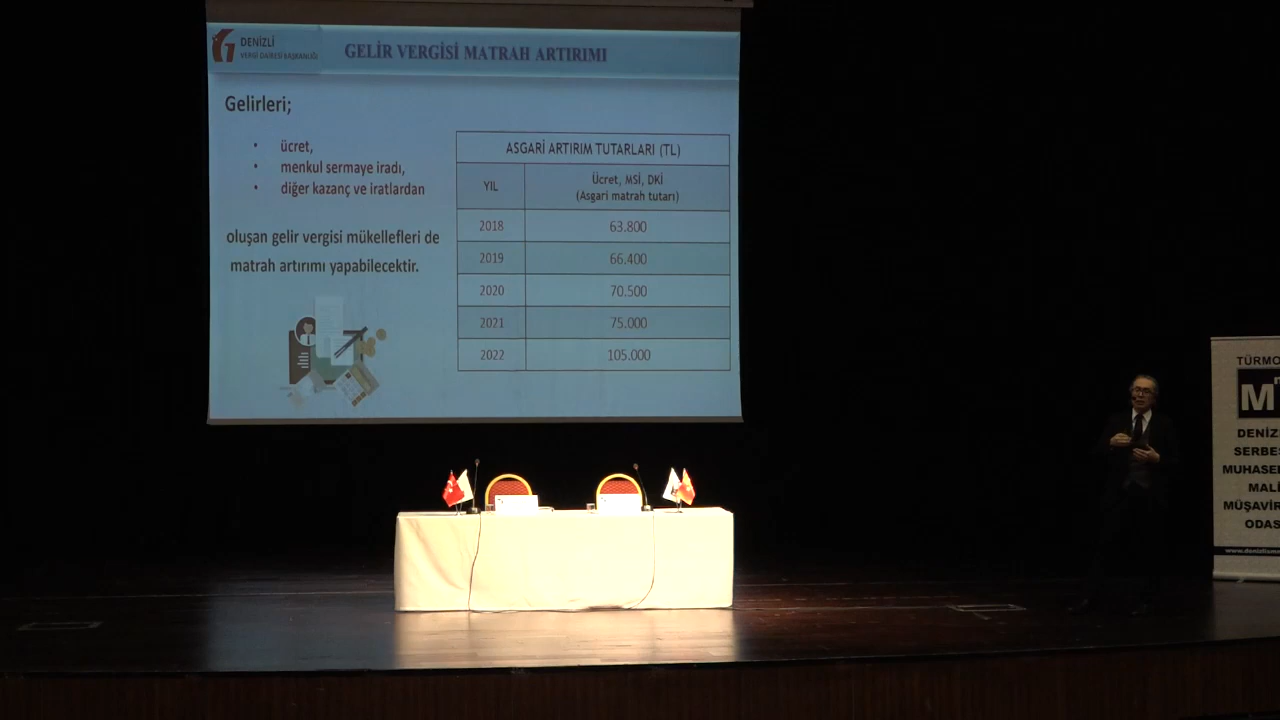 DENİZLİ
VERGİ DAİRESİ BAŞKANLIĞI
GELİR VERGİSİ MATRAH ARTIRIMI
Gelirleri;
• ücret,
• menkul sermaye iradı,
• diğer kazanç ve iratlardan
oluşan gelir vergisi mükellefleri de
matrah artırımı yapabilecektir.
ASGARİ ARTIRIM TUTARLARI (TL)
YIL
Ücret, MSİ, DKİ
(Asgari matrah tutarı)
2018 63.800
2019 66.400
2020 70.500
2021 75.000
2022 105.000
TÜRMO
M
DENİZ
SERBES
MUHASE
MALİ
MÜŞAVİR
ODAS
www.denizlism